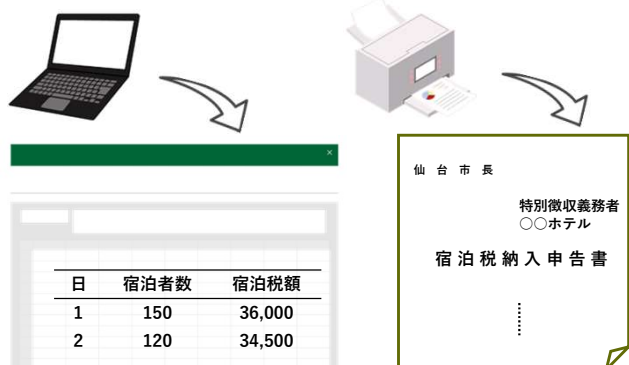 ×
日 宿泊者数 宿泊税額
1 150 36,000
2 120 34,500
仙台市長
特別徴収義務者
○○ホテル
宿泊税納入申告書